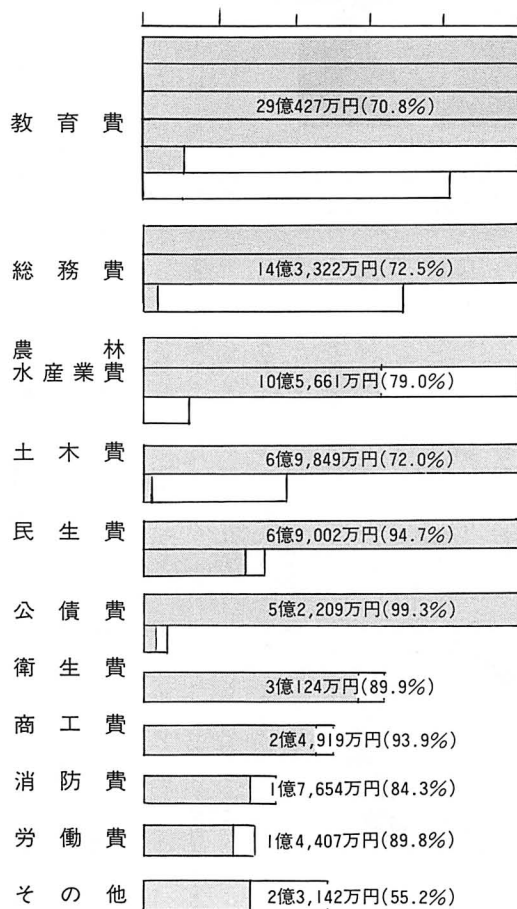 教育費
29億427万円(70.8%)
総務費
14億3,322万円(72.5%)
農林
水産業費
10億5,661万円(79.0%)
土木費
6億9,849万円(72.0%)
民生費
6億9,002万円(94.7%)
公債費
5億2,209万円(99.3%)
衛生費
3億124万円(89.9%)
商工費
2億4,919万円(93.9%)
消防費
1億7,654万円(84.3%)
労働費
1億4,407万円(89.8%)
その他
2億3,142万円(55.2%)